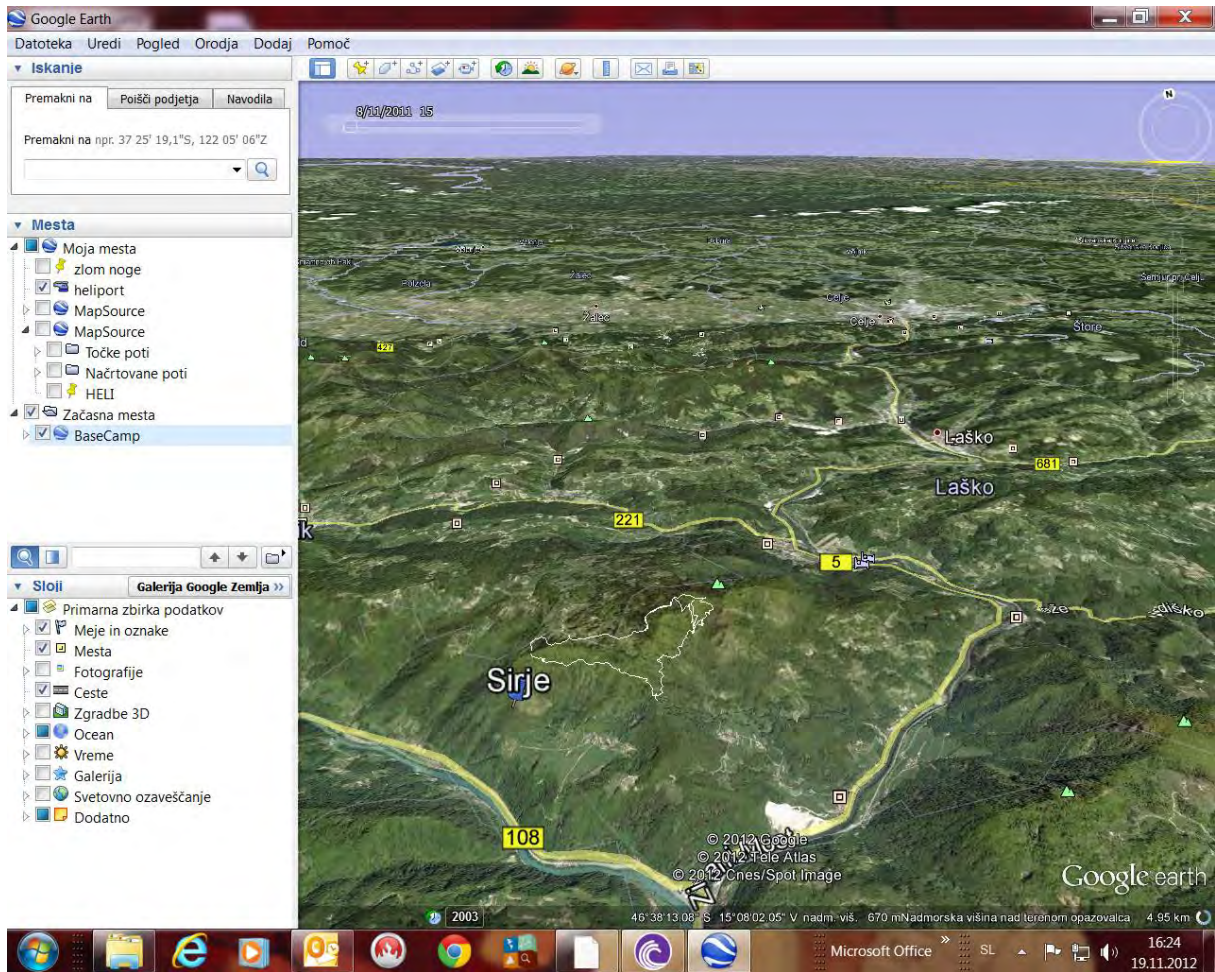 Google Earth
Datoteka Uredi Pogled Orodja Dodaj Pomoč
Iskanje
Premakni na Poišči podjetja Navodila
Premakni na npr. 37 25' 19,1"S, 122 05' 06"Z
Mesta
Moja mesta
zlom noge
heliport
MapSource
MapSource
Točke poti
Načrtovane poti
HELI
Začasna mesta
BaseCamp
Sloji Galerija Google Zemlja »
Primarna zbirka podatkov
Meje in oznake
Mesta
Fotografije
Ceste
Zgradbe 3D
Ocean
Vreme
Galerija
Svetovno ozaveščanje
Dodatno
8/11/2011 15
N
Žalec
Polzela
Celje
Žalec
Celje
Štore
427
Laško
681
Laško
221
5
Sirje
108
© 2012 Google
© 2012 Tele Atlas
© 2012 Cnes/Spot Image
Google earth
2003
46°38'13.08" S 15°08'02.05" V nadm. viš. 670 m Nadmorska višina nad terenom opazovalca 4.95 km
Microsoft Office » SL 16:24
19.11.2012